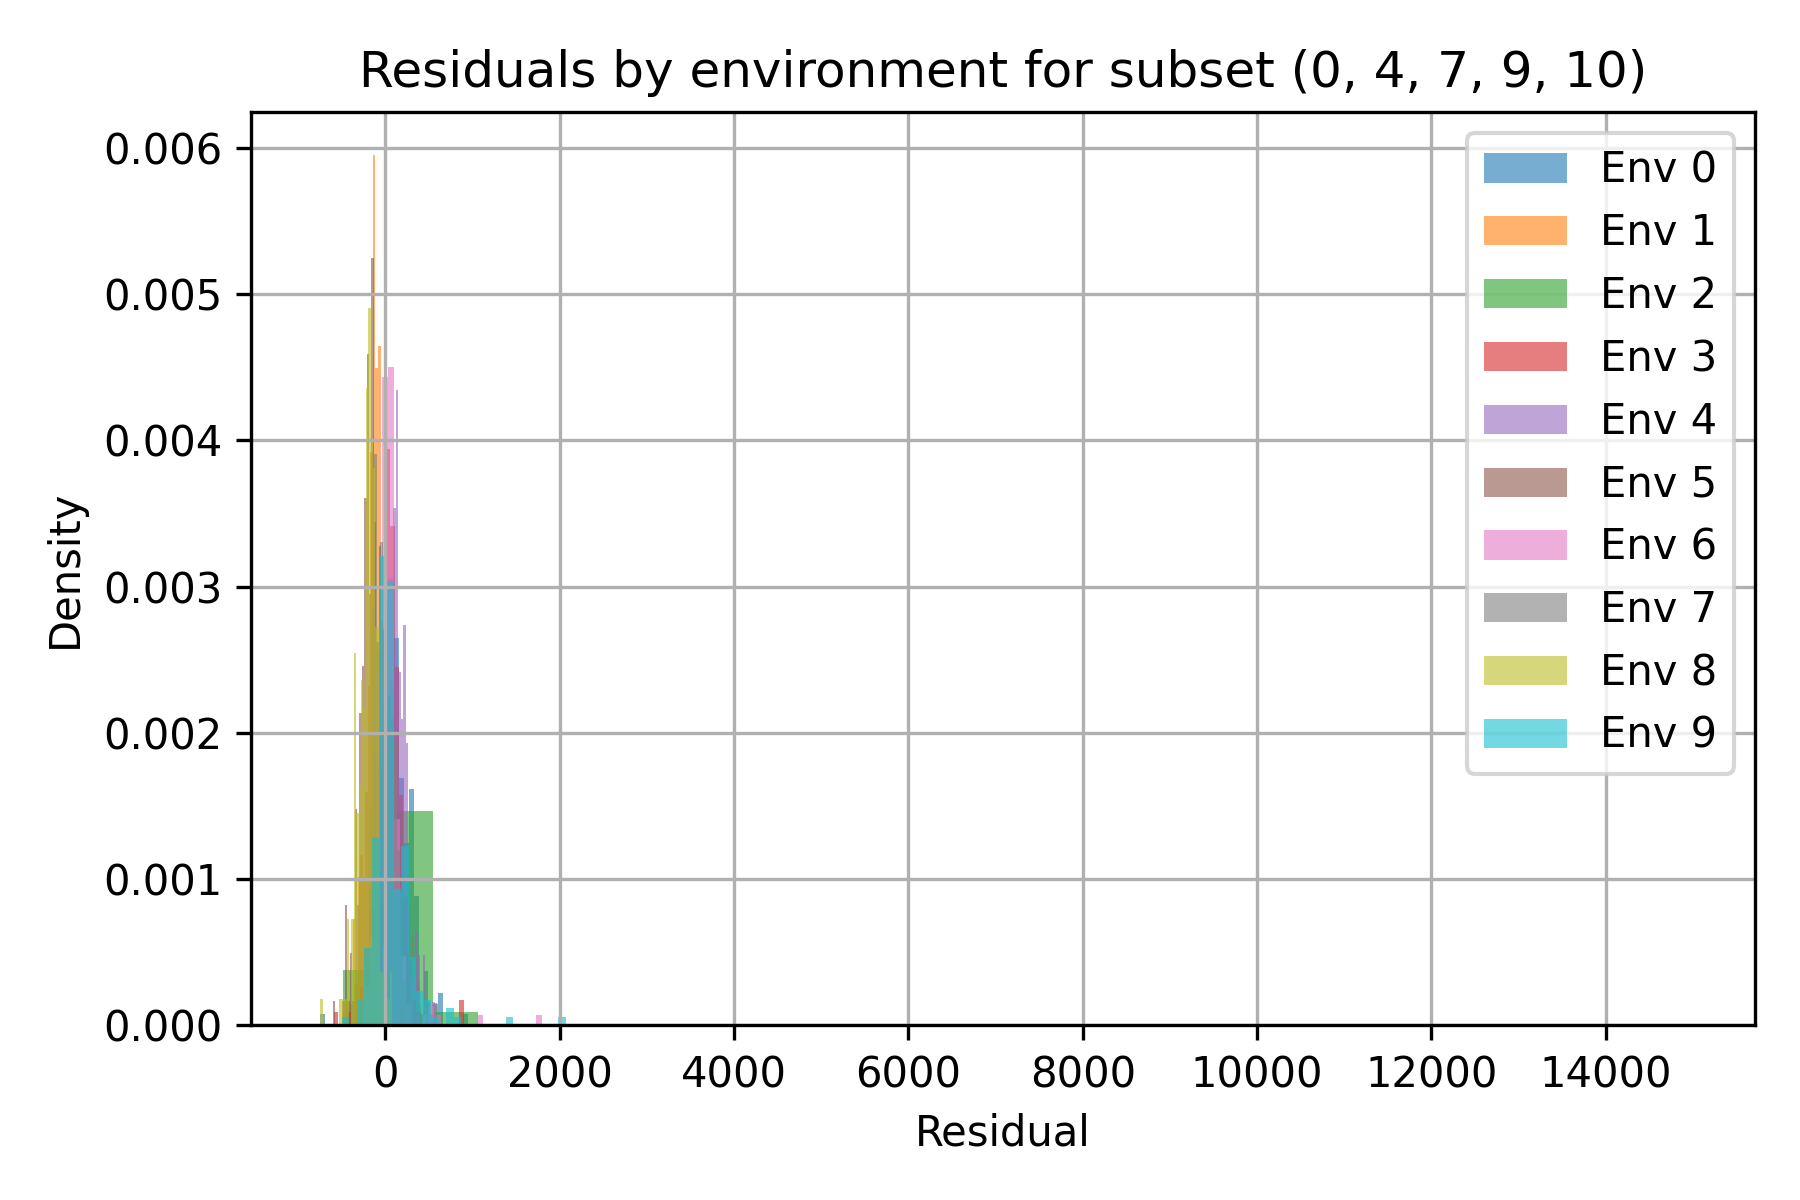 Residuals by environment for subset (0, 4, 7, 9, 10)
0.006
0.005
0.004
0.003
0.002
0.001
0.000
Density
Env 0
Env 1
Env 2
Env 3
Env 4
Env 5
Env 6
Env 7
Env 8
Env 9
0 2000 4000 6000 8000 10000 12000 14000
Residual